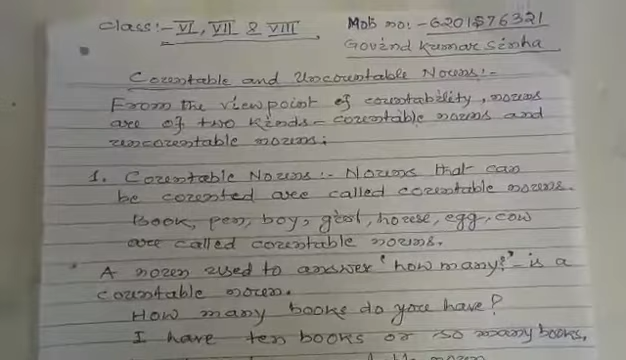 Class:- VI, VII & VIII
Mob no:- 6201576321
Govind Kumar Sinha
Countable and Uncountable Nouns:-
From the viewpoint of countability, nouns
are of two kinds - countable nouns and
uncountable nouns:
1. Countable Nouns:- Nouns that can
be counted are called countable nouns.
Book, pen, boy, girl, house, egg, cow
are called countable nouns.
A noun used to answer 'how many?' is a
countable noun.
How many books do you have?
I have ten books or so many books.
noun